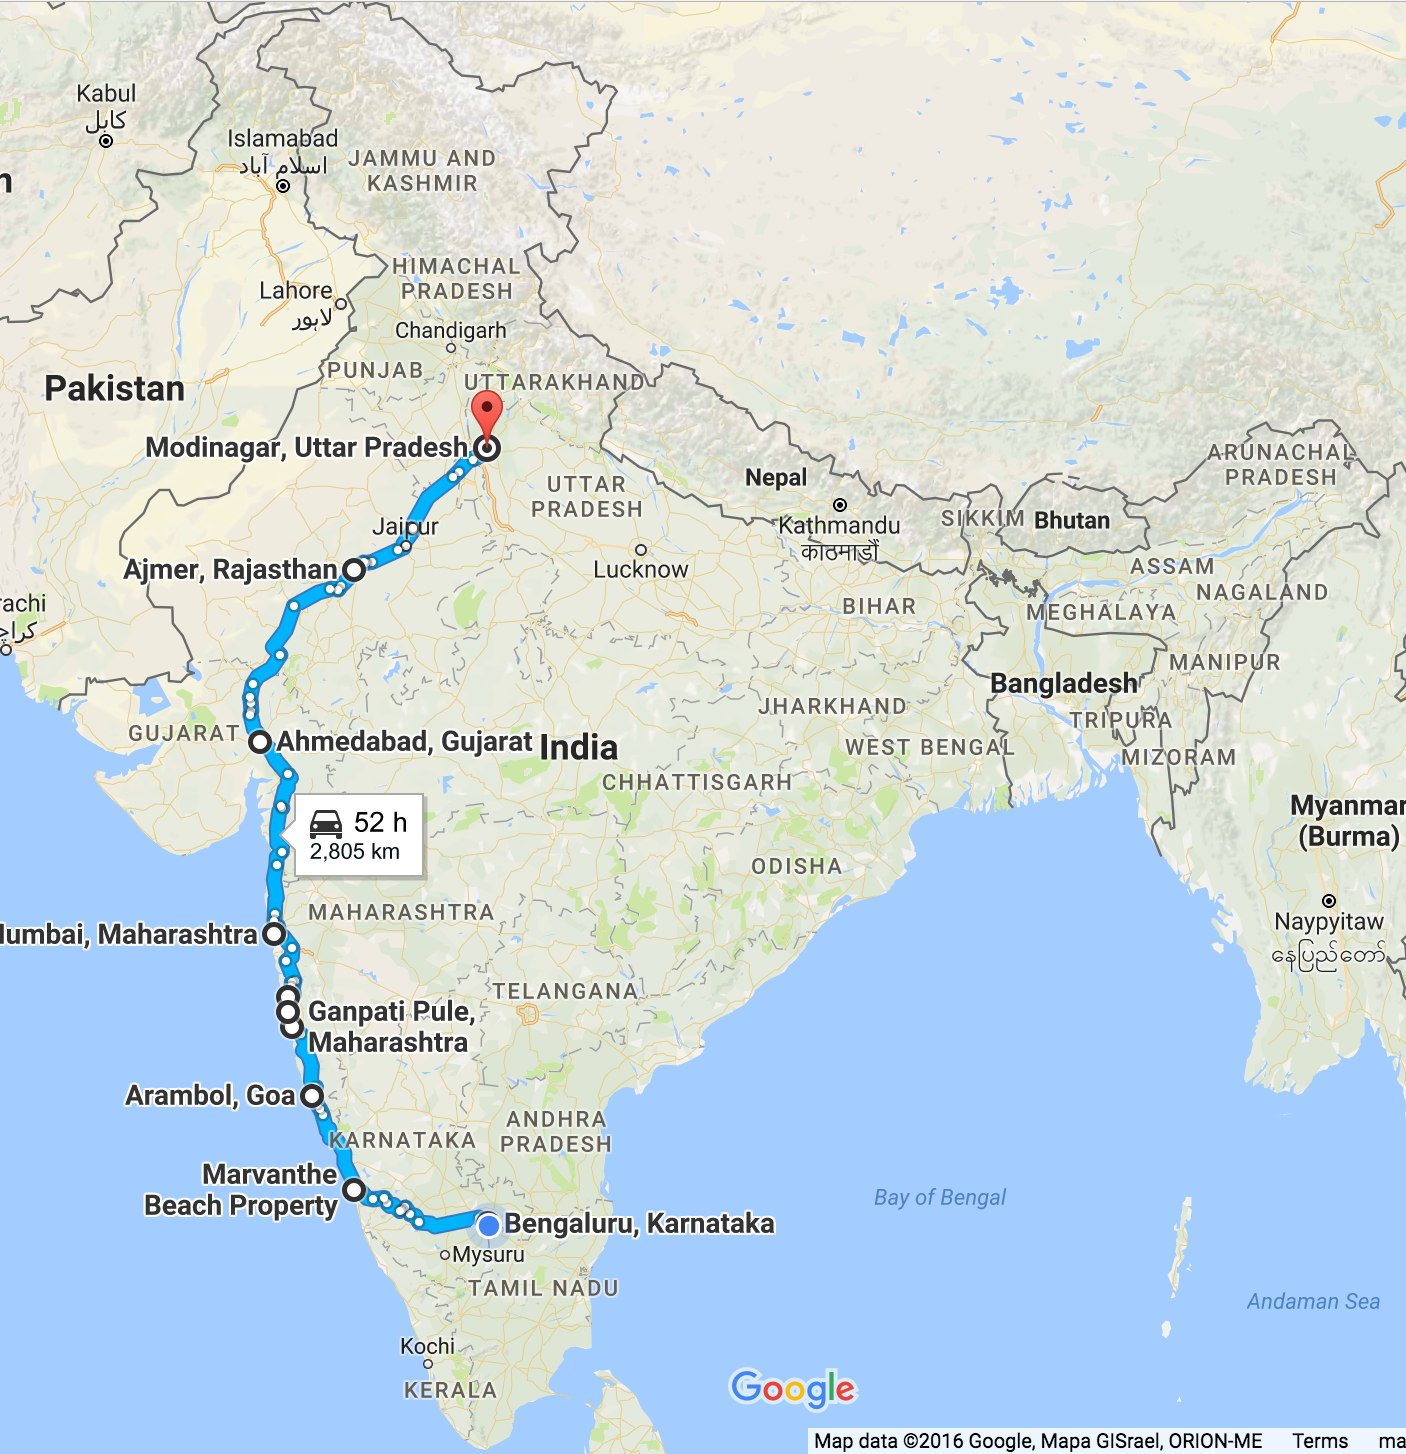 Kabul
کابل
Islamabad
اسلام آباد
JAMMU AND
KASHMIR
HIMACHAL
PRADESH
Lahore
لاہور
Chandigarh
PUNJAB
UTTARAKHAND
Pakistan
Modinagar, Uttar Pradesh
UTTAR
PRADESH
Nepal
Kathmandu
काठमाडौं
SIKKIM
Bhutan
ARUNACHAL
PRADESH
Jaipur
Lucknow
Ajmer, Rajasthan
ASSAM
NAGALAND
BIHAR
MEGHALAYA
rachi
کراچ
MANIPUR
Bangladesh
JHARKHAND
TRIPURA
GUJARAT
Ahmedabad, Gujarat
India
WEST BENGAL
MIZORAM
CHHATTISGARH
52 h
2,805 km
Myanmar
(Burma)
ODISHA
MAHARASHTRA
umbai, Maharashtra
Naypyitaw
နေပြည်တော်
TELANGANA
Ganpati Pule,
Maharashtra
Arambol, Goa
ANDHRA
PRADESH
KARNATAKA
Marvanthe
Beach Property
Bay of Bengal
Bengaluru, Karnataka
Mysuru
TAMIL NADU
Andaman Sea
Kochi
KERALA
Google
Map data ©2016 Google, Mapa GISrael, ORION-ME Terms ma